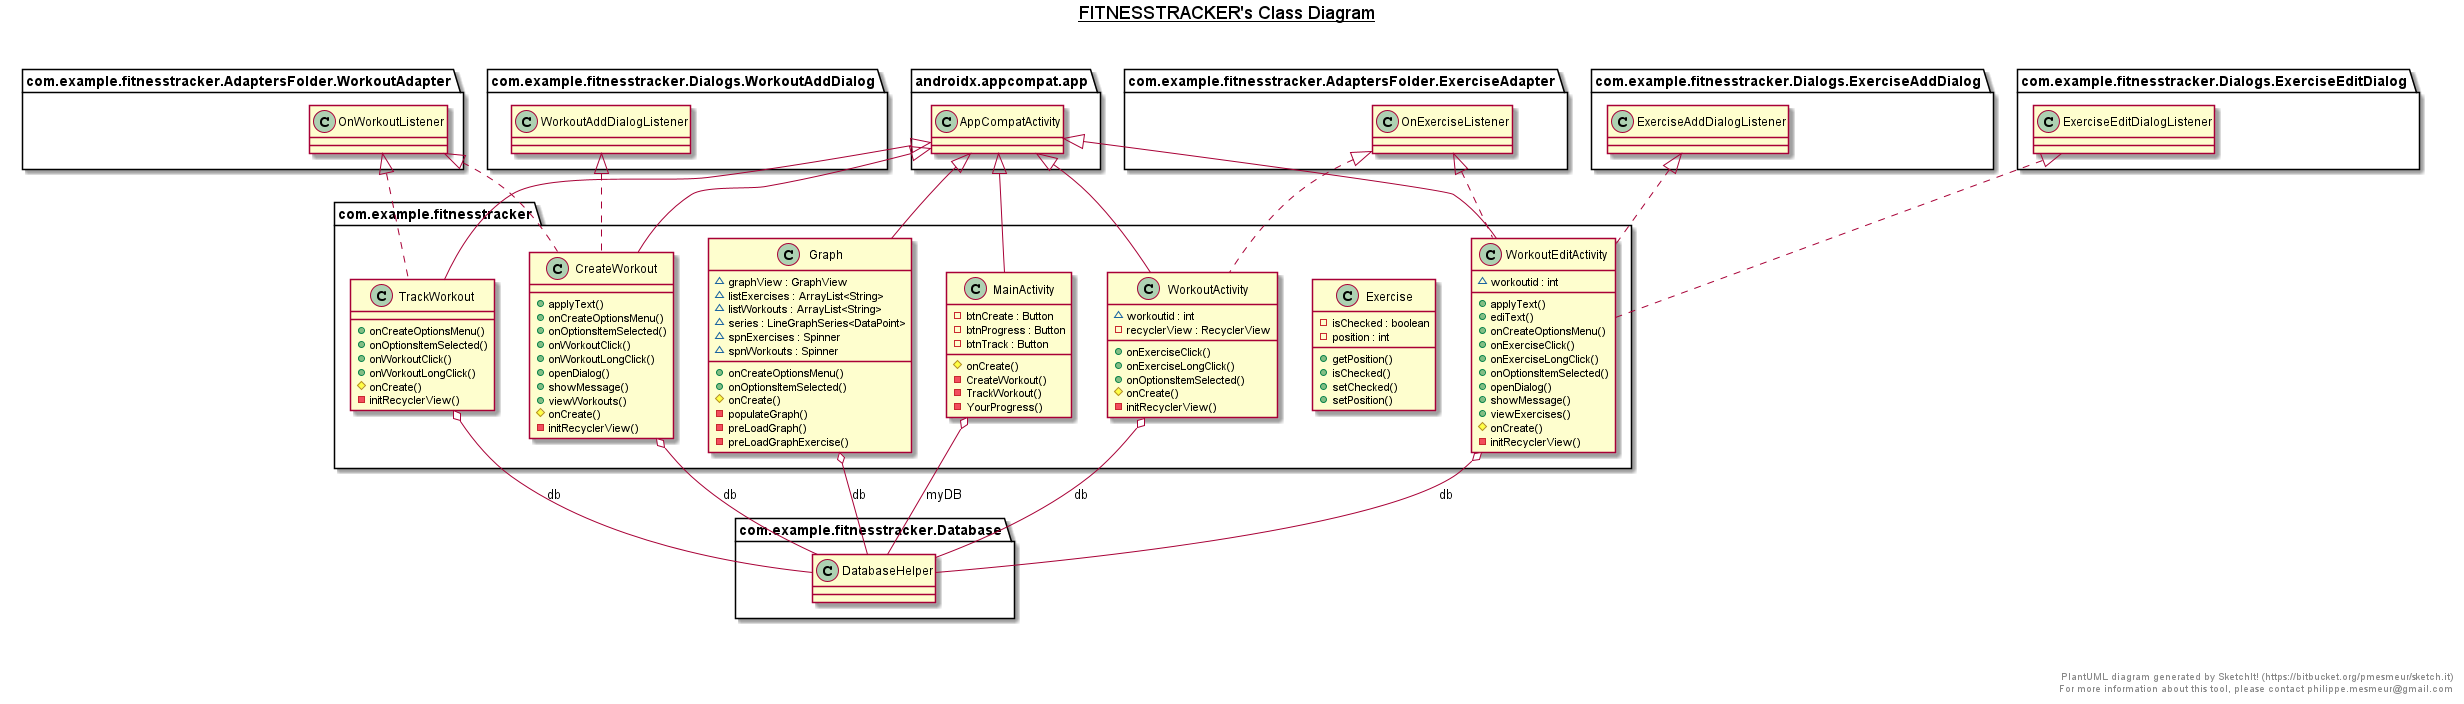 FITNESSTRACKER's Class Diagram
com.example.fitnesstracker.AdaptersFolder.WorkoutAdapter
C OnWorkoutListener
com.example.fitnesstracker.Dialogs.WorkoutAddDialog
C WorkoutAddDialogListener
androidx.appcompat.app
C AppCompatActivity
com.example.fitnesstracker.AdaptersFolder.ExerciseAdapter
C OnExerciseListener
com.example.fitnesstracker.Dialogs.ExerciseAddDialog
C ExerciseAddDialogListener
com.example.fitnesstracker.Dialogs.ExerciseEditDialog
C ExerciseEditDialogListener
com.example.fitnesstracker
C TrackWorkout
onCreateOptionsMenu()
onOptionsItemSelected()
onWorkoutClick()
onWorkoutLongClick()
onCreate()
initRecyclerView()
C CreateWorkout
applyText()
onCreateOptionsMenu()
onOptionsItemSelected()
onWorkoutClick()
onWorkoutLongClick()
openDialog()
showMessage()
viewWorkouts()
onCreate()
initRecyclerView()
C Graph
graphView : GraphView
listExercises : ArrayList<String>
listWorkouts : ArrayList<String>
series : LineGraphSeries<DataPoint>
spnExercises : Spinner
spnWorkouts : Spinner
onCreateOptionsMenu()
onOptionsItemSelected()
onCreate()
populateGraph()
preLoadGraph()
preLoadGraphExercise()
C MainActivity
btnCreate : Button
btnProgress : Button
btnTrack : Button
onCreate()
CreateWorkout()
TrackWorkout()
YourProgress()
C WorkoutActivity
workoutid : int
recyclerView : RecyclerView
onExerciseClick()
onExerciseLongClick()
onOptionsItemSelected()
onCreate()
initRecyclerView()
C Exercise
isChecked : boolean
position : int
getPosition()
isChecked()
setChecked()
setPosition()
C WorkoutEditActivity
workoutid : int
applyText()
ediText()
onCreateOptionsMenu()
onExerciseClick()
onExerciseLongClick()
onOptionsItemSelected()
openDialog()
showMessage()
viewExercises()
onCreate()
initRecyclerView()
db
db
db
myDB
db
db
com.example.fitnesstracker.Database
C DatabaseHelper
PlantUML diagram generated by SketchIt! (https://bitbucket.org/pmesmeur/sketch.it)
For more information about this tool, please contact philippe.mesmeur@gmail.com